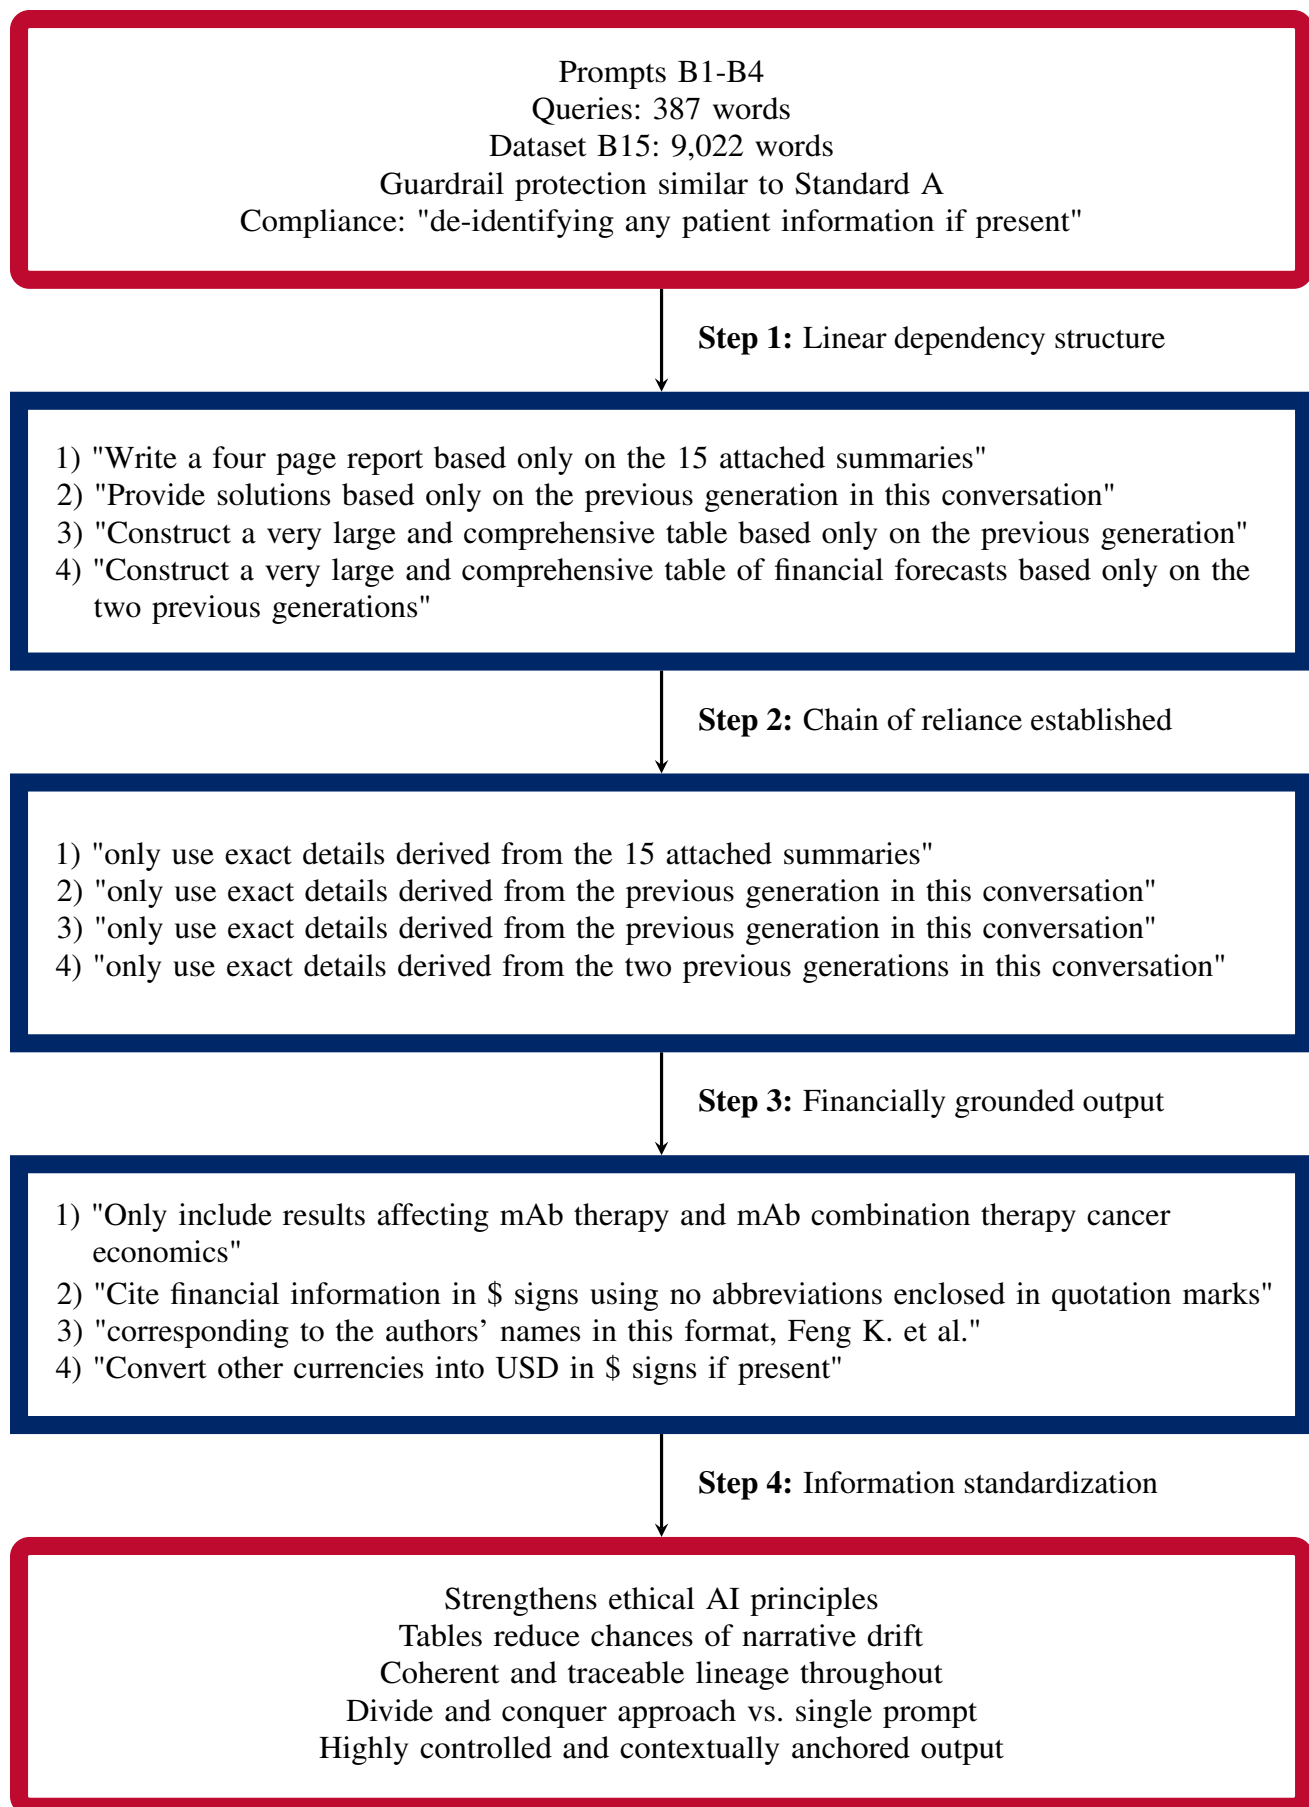 Prompts B1-B4
Queries: 387 words
Dataset B15: 9,022 words
Guardrail protection similar to Standard A
Compliance: "de-identifying any patient information if present"
Step 1: Linear dependency structure
1) "Write a four page report based only on the 15 attached summaries"
2) "Provide solutions based only on the previous generation in this conversation"
3) "Construct a very large and comprehensive table based only on the previous generation"
4) "Construct a very large and comprehensive table of financial forecasts based only on the
two previous generations"
Step 2: Chain of reliance established
1) "only use exact details derived from the 15 attached summaries"
2) "only use exact details derived from the previous generation in this conversation"
3) "only use exact details derived from the previous generation in this conversation"
4) "only use exact details derived from the two previous generations in this conversation"
Step 3: Financially grounded output
1) "Only include results affecting mAb therapy and mAb combination therapy cancer
economics"
2) "Cite financial information in $ signs using no abbreviations enclosed in quotation marks"
3) "corresponding to the authors' names in this format, Feng K. et al."
4) "Convert other currencies into USD in $ signs if present"
Step 4: Information standardization
Strengthens ethical AI principles
Tables reduce chances of narrative drift
Coherent and traceable lineage throughout
Divide and conquer approach vs. single prompt
Highly controlled and contextually anchored output